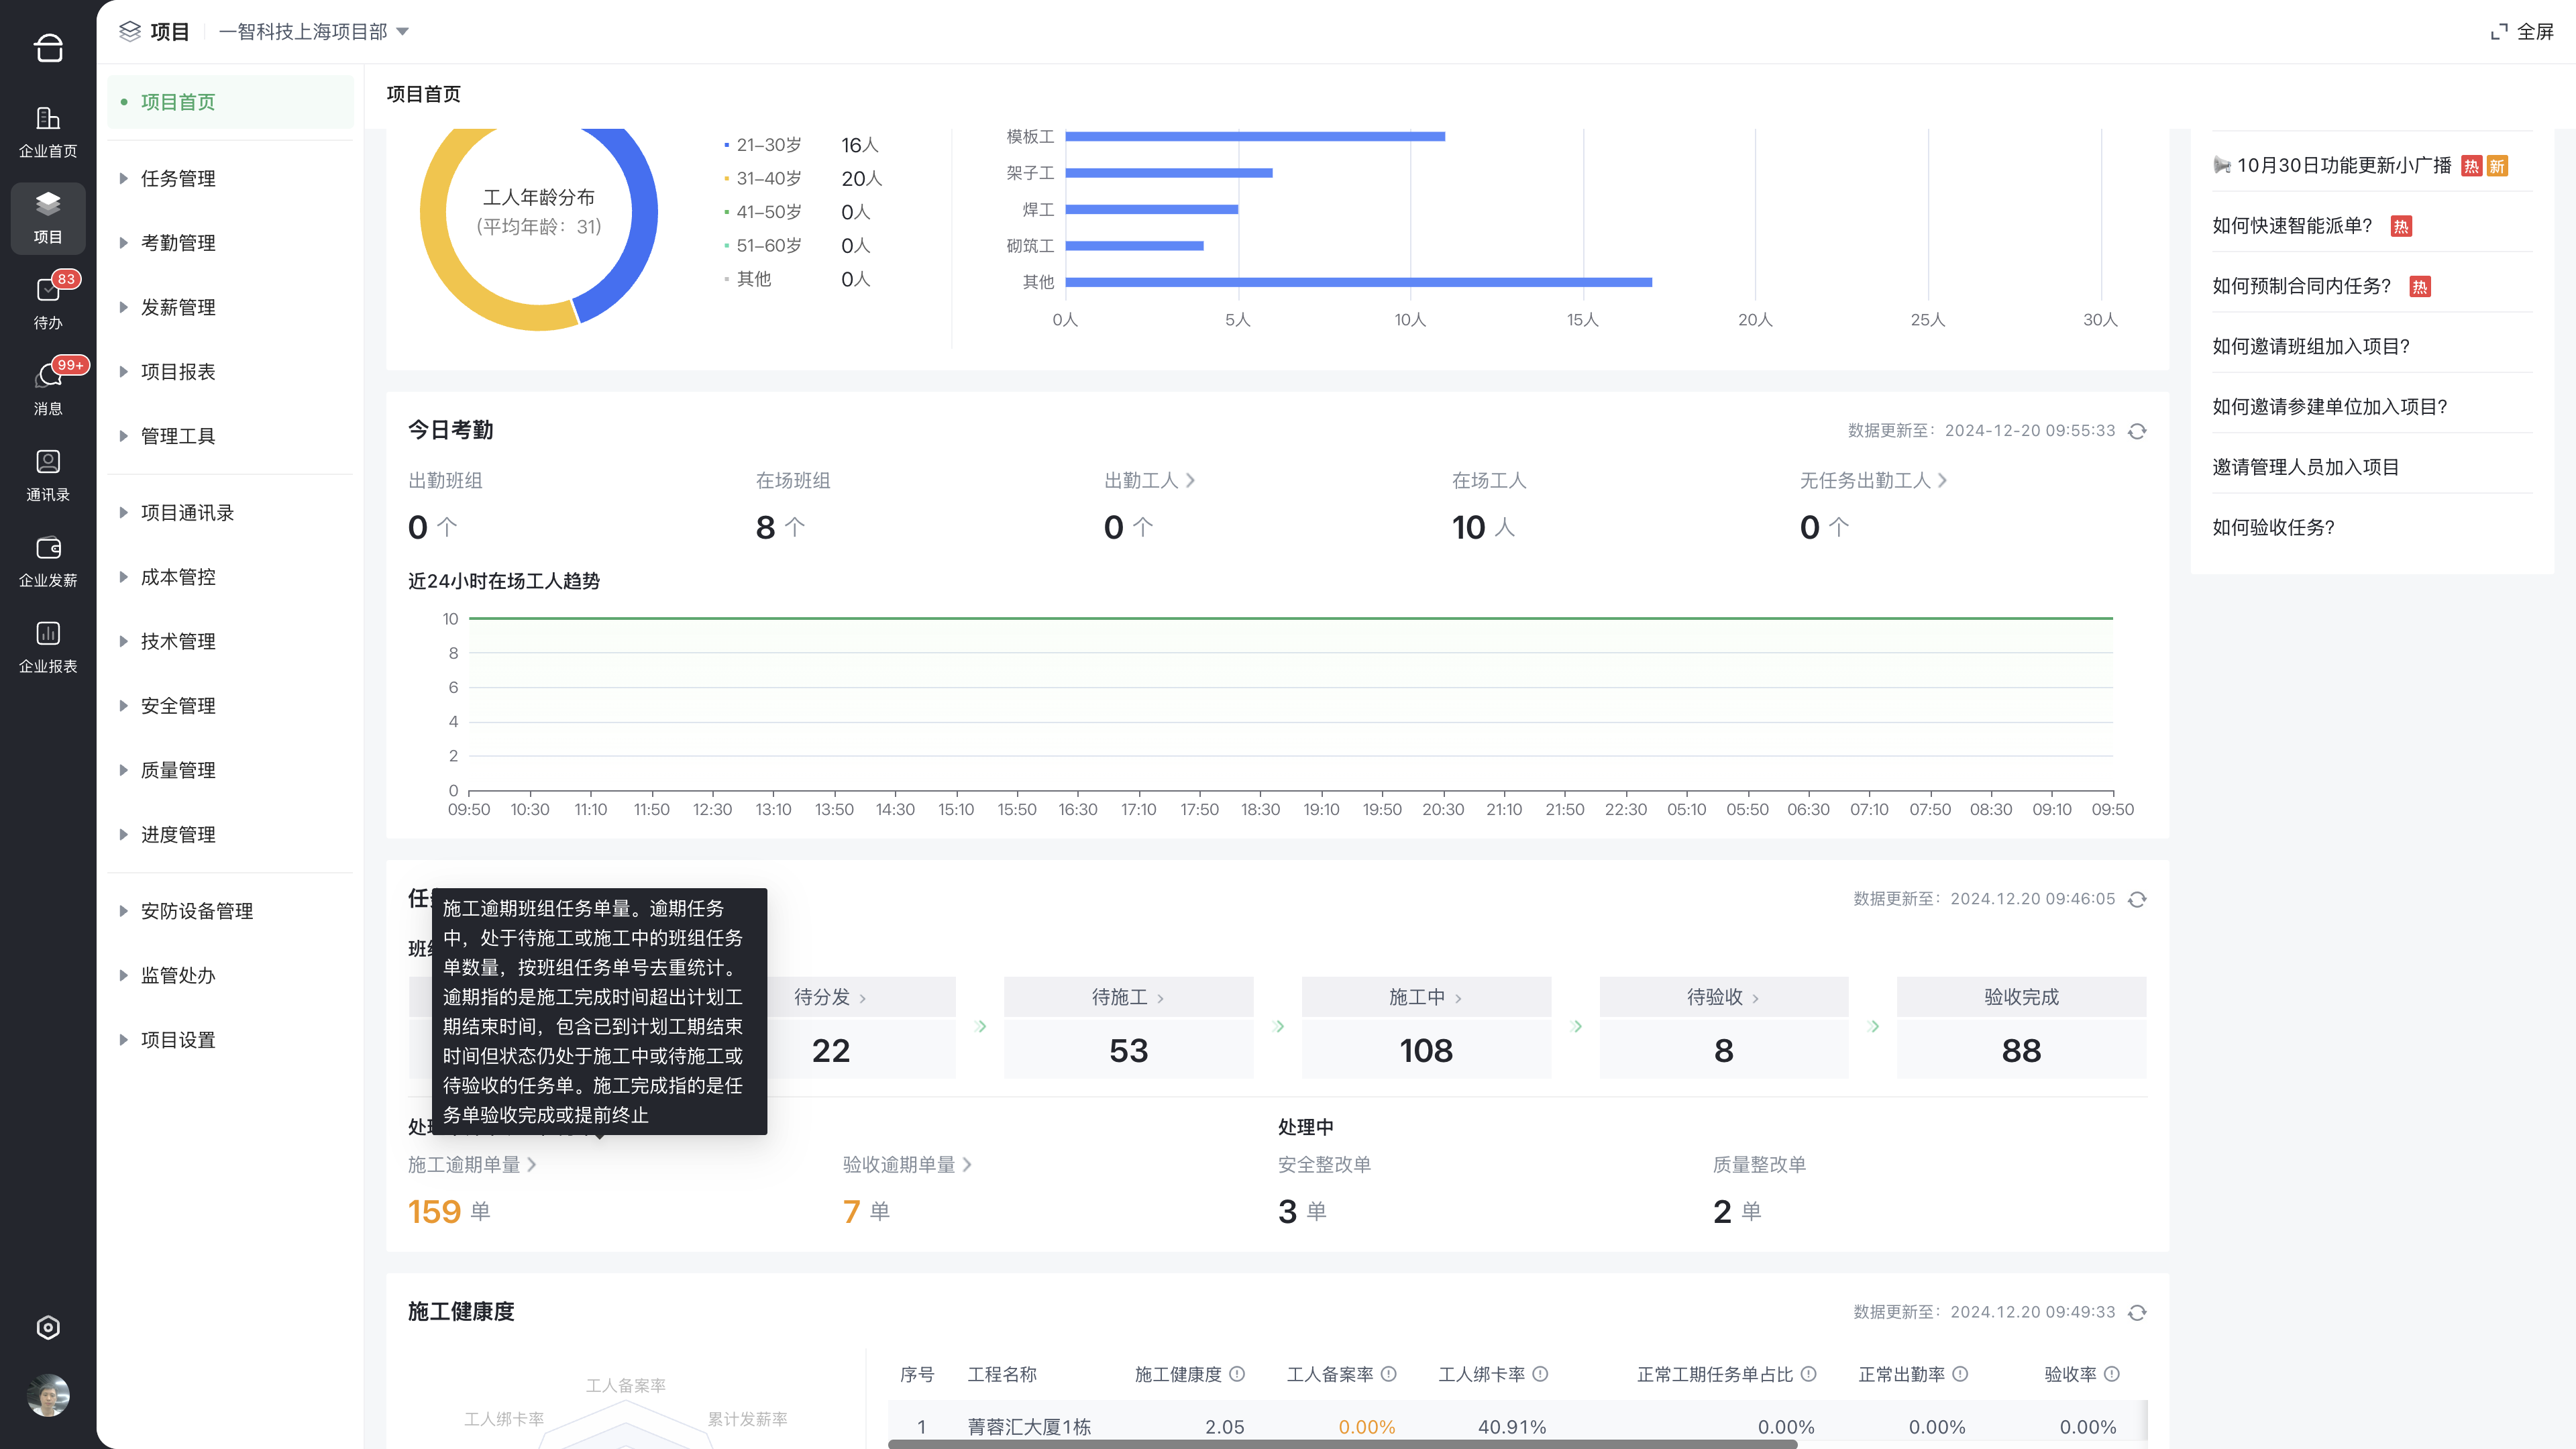 项目
一智科技上海项目部
全屏
企业首页
项目
83
待办
99+
消息
通讯录
企业发薪
企业报表
项目首页
任务管理
考勤管理
发薪管理
项目报表
管理工具
项目通讯录
成本管控
技术管理
安全管理
质量管理
进度管理
安防设备管理
监管处办
项目设置
项目首页
工人年龄分布
(平均年龄：31)
21–30岁 16人
31–40岁 20人
41–50岁 0人
51–60岁 0人
其他 0人
模板工
架子工
焊工
砌筑工
其他
0人 5人 10人 15人 20人 25人 30人
今日考勤
数据更新至：2024-12-20 09:55:33
出勤班组 在场班组 出勤工人 在场工人 无任务出勤工人
0 个 8 个 0 个 10 人 0 个
近24小时在场工人趋势
10
8
6
4
2
0
09:50 10:30 11:10 11:50 12:30 13:10 13:50 14:30 15:10 15:50 16:30 17:10 17:50 18:30 19:10 19:50 20:30 21:10 21:50 22:30 05:10 05:50 06:30 07:10 07:50 08:30 09:10 09:50
数据更新至：2024.12.20 09:46:05
施工逾期班组任务单量。逾期任务
中，处于待施工或施工中的班组任务
单数量，按班组任务单号去重统计。
逾期指的是施工完成时间超出计划工
期结束时间，包含已到计划工期结束
时间但状态仍处于施工中或待施工或
待验收的任务单。施工完成指的是任
务单验收完成或提前终止
待分发 待施工 施工中 待验收 验收完成
22 53 108 8 88
处理中
施工逾期单量 验收逾期单量 安全整改单 质量整改单
159 单 7 单 3 单 2 单
施工健康度
数据更新至：2024.12.20 09:49:33
工人备案率
工人绑卡率
累计发薪率
序号 工程名称 施工健康度 工人备案率 工人绑卡率 正常工期任务单占比 正常出勤率 验收率
1 菁蓉汇大厦1栋 2.05 0.00% 40.91% 0.00% 0.00% 0.00%
10月30日功能更新小广播 热 新
如何快速智能派单？ 热
如何预制合同内任务？ 热
如何邀请班组加入项目？
如何邀请参建单位加入项目？
邀请管理人员加入项目
如何验收任务？